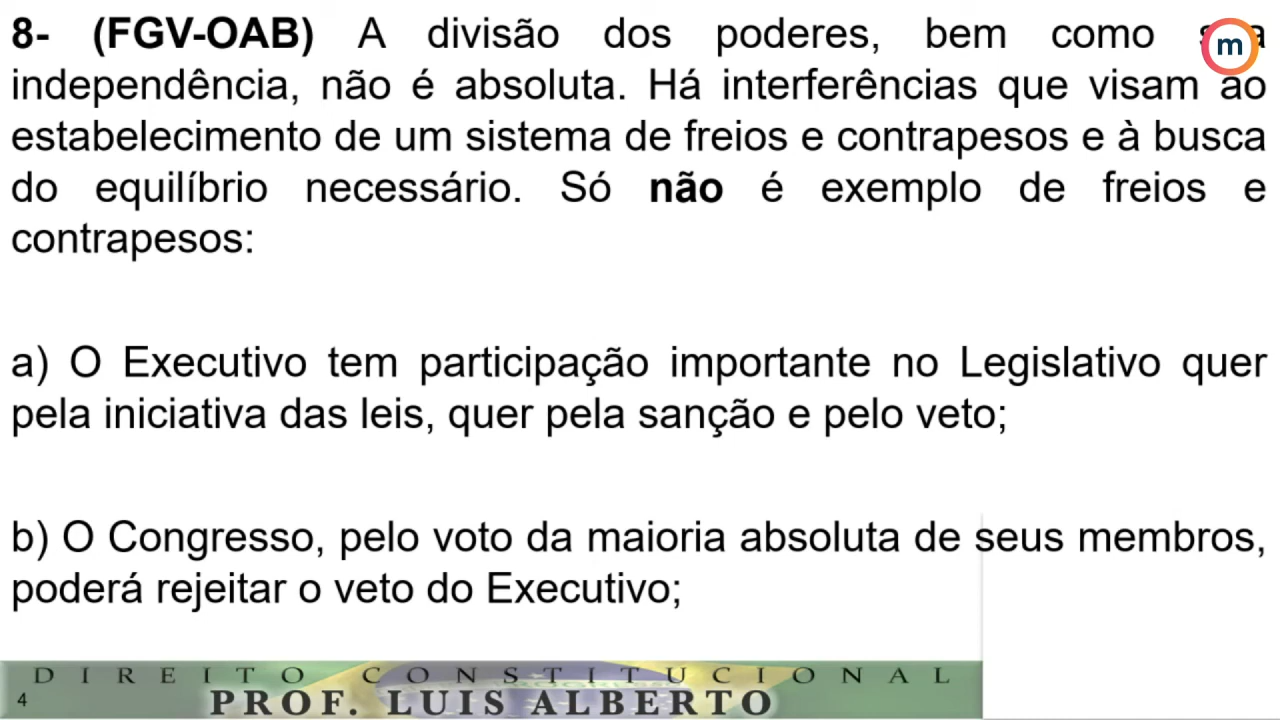 8- (FGV-OAB) A divisão dos poderes, bem como
m
independência, não é absoluta. Há interferências que visam ao
estabelecimento de um sistema de freios e contrapesos e à busca
do equilíbrio necessário. Só não é exemplo de freios e
contrapesos:
a) O Executivo tem participação importante no Legislativo quer
pela iniciativa das leis, quer pela sanção e pelo veto;
b) O Congresso, pelo voto da maioria absoluta de seus membros,
poderá rejeitar o veto do Executivo;
DIREITO CONSTITUCIONAL
PROF. LUIS ALBERTO
4